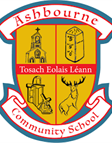 Ashbourne
Tosach Eolais Léann
Community School